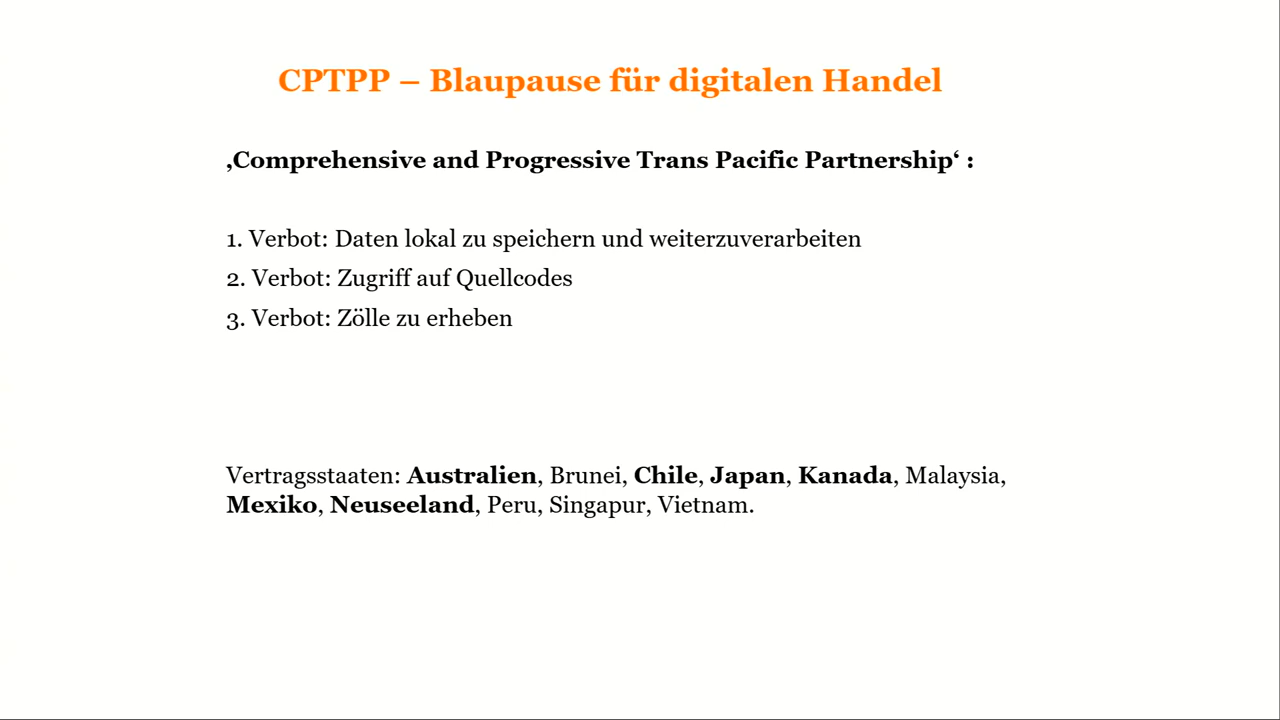 CPTPP – Blaupause für digitalen Handel
‚Comprehensive and Progressive Trans Pacific Partnership‘ :
1. Verbot: Daten lokal zu speichern und weiterzuverarbeiten
2. Verbot: Zugriff auf Quellcodes
3. Verbot: Zölle zu erheben
Vertragsstaaten: Australien, Brunei, Chile, Japan, Kanada, Malaysia,
Mexiko, Neuseeland, Peru, Singapur, Vietnam.